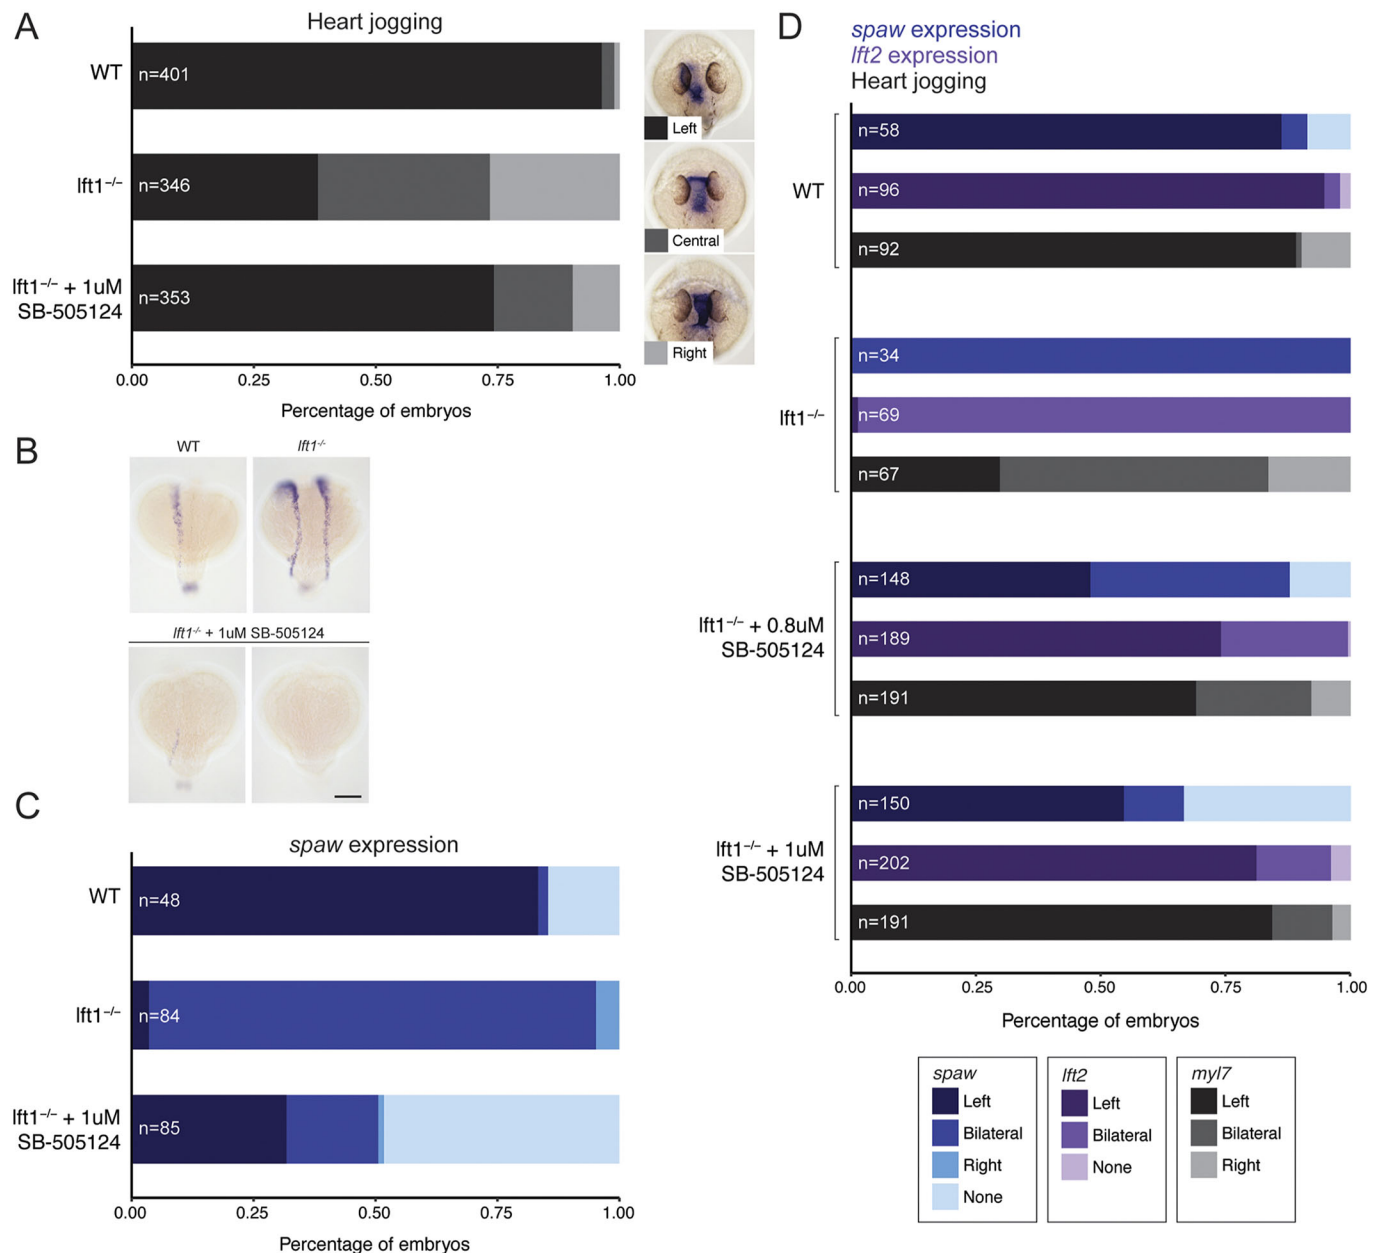 A
Heart jogging
WT
n=401
lft1⁻/⁻
n=346
lft1⁻/⁻ + 1uM
SB-505124
n=353
0.00 0.25 0.50 0.75 1.00
Percentage of embryos
Left
Central
Right
B
WT
lft1-/-
lft1-/- + 1uM SB-505124
C
spaw expression
WT
n=48
lft1⁻/⁻
n=84
lft1⁻/⁻ + 1uM
SB-505124
n=85
0.00 0.25 0.50 0.75 1.00
Percentage of embryos
D
spaw expression
lft2 expression
Heart jogging
WT
n=58
n=96
n=92
lft1⁻/⁻
n=34
n=69
n=67
lft1⁻/⁻ + 0.8uM
SB-505124
n=148
n=189
n=191
lft1⁻/⁻ + 1uM
SB-505124
n=150
n=202
n=191
0.00 0.25 0.50 0.75 1.00
Percentage of embryos
spaw
Left
Bilateral
Right
None
lft2
Left
Bilateral
None
myl7
Left
Bilateral
Right